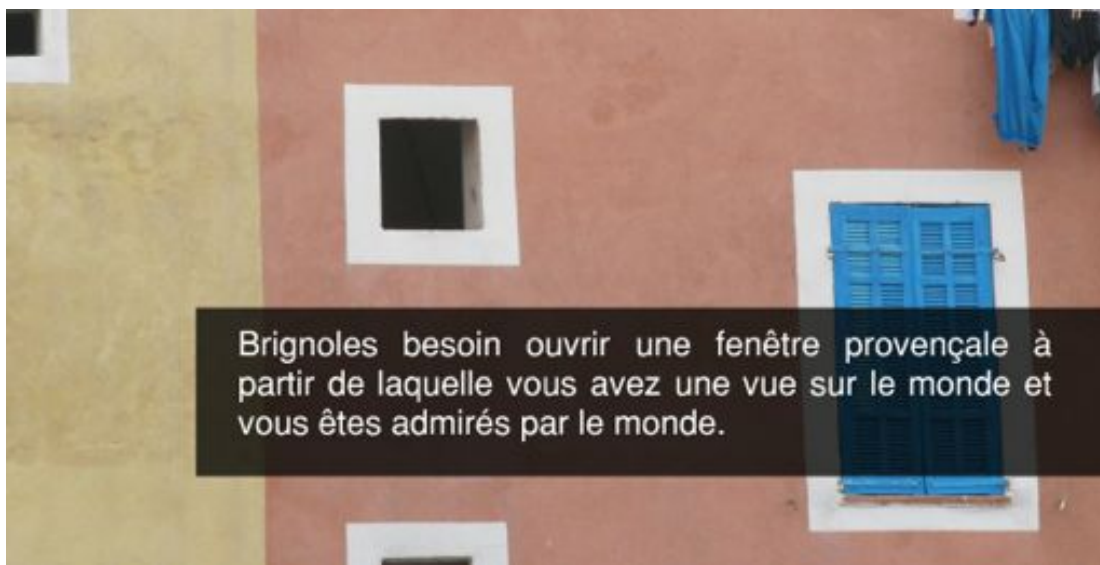 Brignoles besoin ouvrir une fenêtre provençale à
partir de laquelle vous avez une vue sur le monde et
vous êtes admirés par le monde.